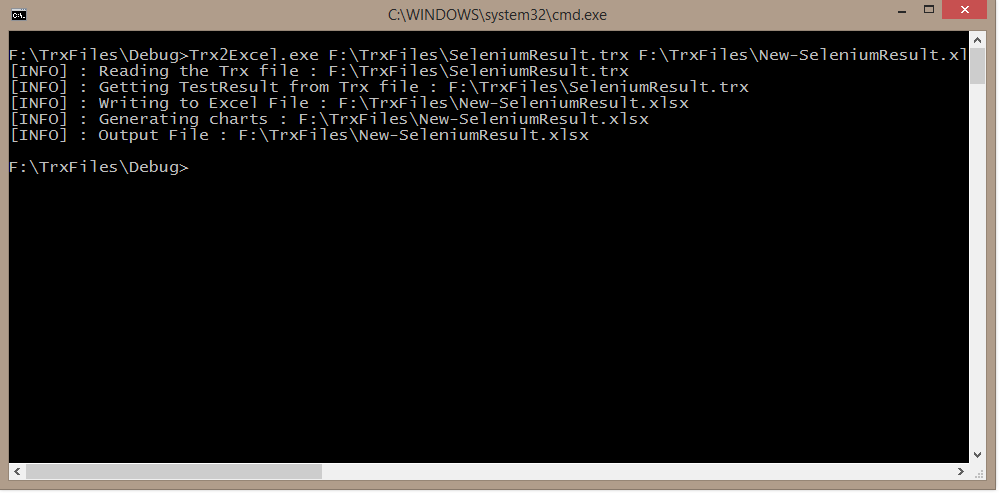 C:\WINDOWS\system32\cmd.exe
F:\TrxFiles\Debug>Trx2Excel.exe F:\TrxFiles\SeleniumResult.trx F:\TrxFiles\New-SeleniumResult.xl
[INFO] : Reading the Trx file : F:\TrxFiles\SeleniumResult.trx
[INFO] : Getting TestResult from Trx file : F:\TrxFiles\SeleniumResult.trx
[INFO] : Writing to Excel File : F:\TrxFiles\New-SeleniumResult.xlsx
[INFO] : Generating charts : F:\TrxFiles\New-SeleniumResult.xlsx
[INFO] : Output File : F:\TrxFiles\New-SeleniumResult.xlsx
F:\TrxFiles\Debug>